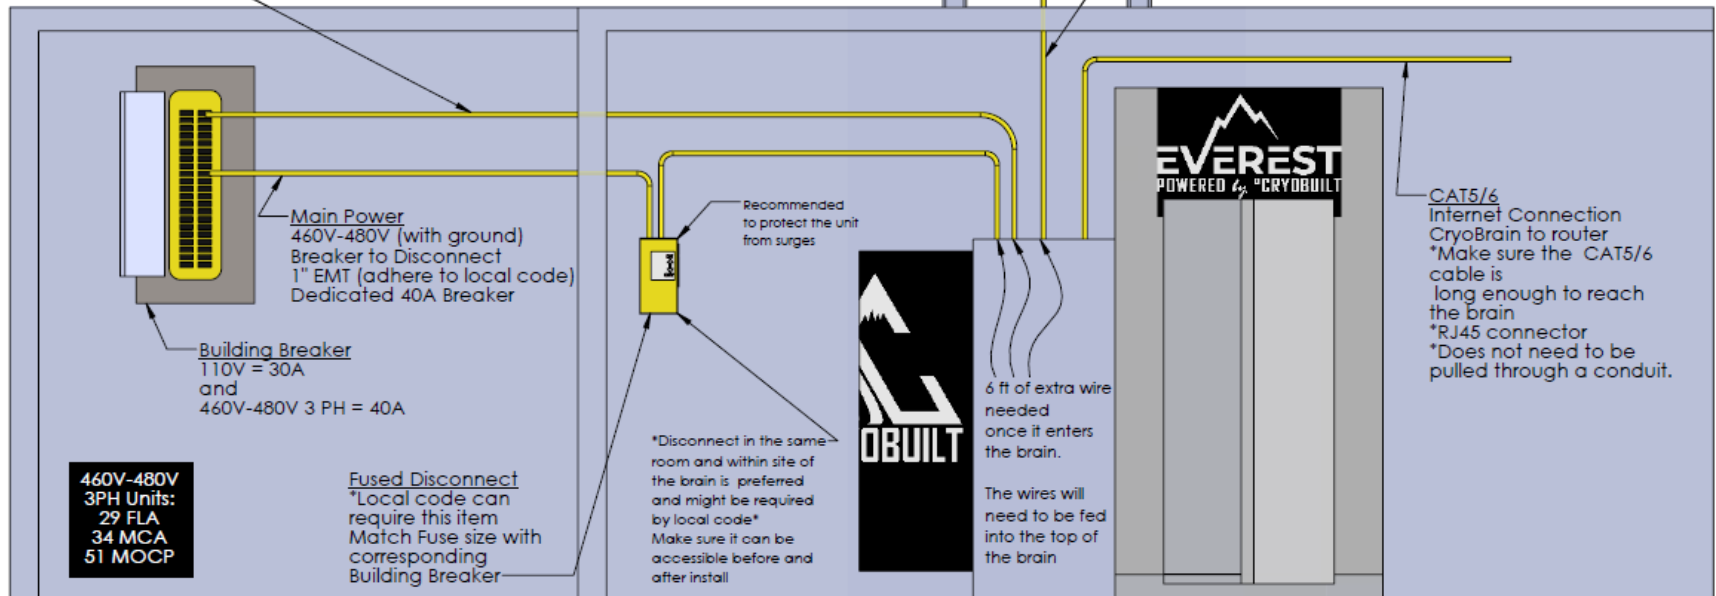 EVEREST
POWERED by °CRYOBUILT
Main Power
460V-480V (with ground)
Breaker to Disconnect
1" EMT (adhere to local code)
Dedicated 40A Breaker
Recommended
to protect the unit
from surges
CAT5/6
Internet Connection
CryoBrain to router
*Make sure the CAT5/6
cable is
long enough to reach
the brain
*RJ45 connector
*Does not need to be
pulled through a conduit.
Building Breaker
110V = 30A
and
460V-480V 3 PH = 40A
6 ft of extra wire
needed
once it enters
the brain.
The wires will
need to be fed
into the top of
the brain
OBUILT
*Disconnect in the same
room and within site of
the brain is preferred
and might be required
by local code*
Make sure it can be
accessible before and
after install
460V-480V
3PH Units:
29 FLA
34 MCA
51 MOCP
Fused Disconnect
*Local code can
require this item
Match Fuse size with
corresponding
Building Breaker